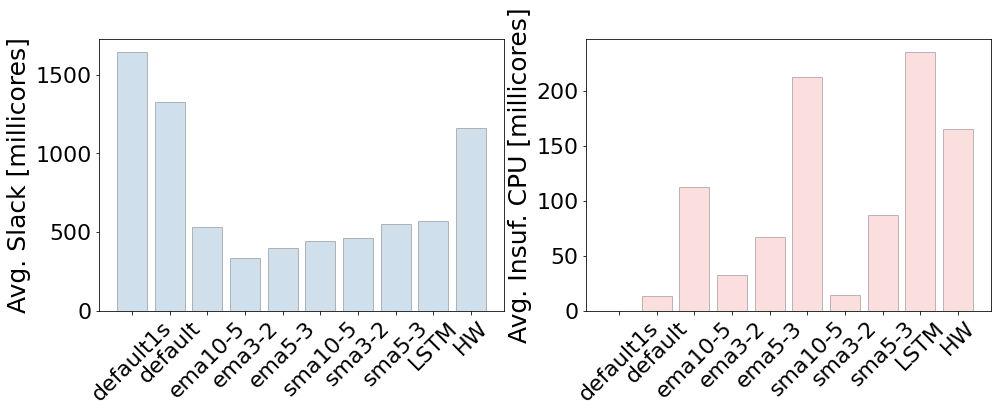 Avg. Slack [millicores]
1500
1000
500
0
default1s
default
ema10-5
ema3-2
ema5-3
sma10-5
sma3-2
sma5-3
LSTM
HW
Avg. Insuf. CPU [millicores]
200
150
100
50
0
default1s
default
ema10-5
ema3-2
ema5-3
sma10-5
sma3-2
sma5-3
LSTM
HW